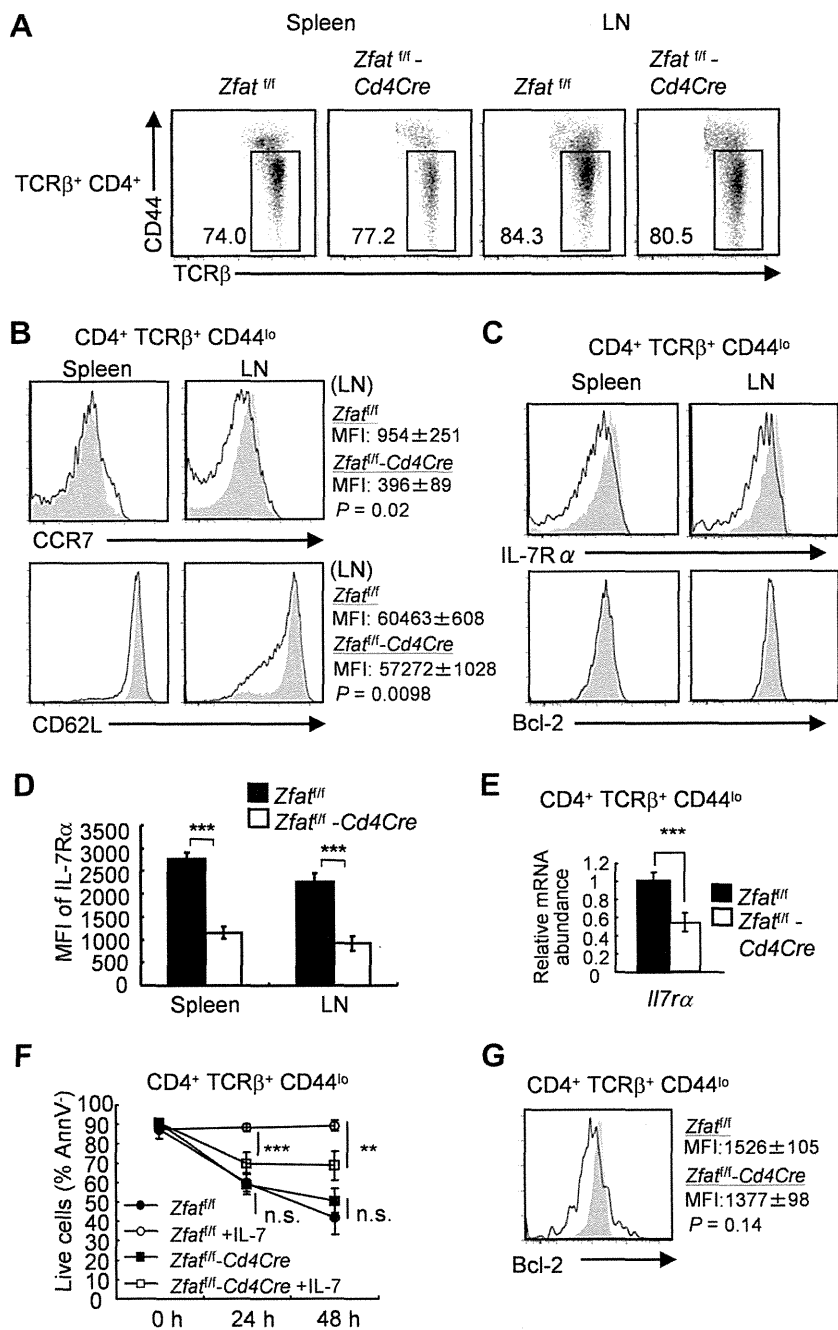 A
Spleen LN
Zfat f/f
Zfat f/f - Cd4Cre
Zfat f/f
Zfat f/f - Cd4Cre
TCRβ⁺ CD4⁺
CD44
74.0 77.2 84.3 80.5
TCRβ
B
CD4⁺ TCRβ⁺ CD44lo
Spleen LN
(LN)
Zfatf/f
MFI: 954±251
Zfatf/f-Cd4Cre
MFI: 396±89
P = 0.02
CCR7
(LN)
Zfatf/f
MFI: 60463±608
Zfatf/f-Cd4Cre
MFI: 57272±1028
P = 0.0098
CD62L
C
CD4⁺ TCRβ⁺ CD44lo
Spleen LN
IL-7Rα
Bcl-2
D
Zfatf/f
Zfatf/f -Cd4Cre
MFI of IL-7Rα
3500
3000
2500
2000
1500
1000
500
0
*** ***
Spleen LN
E
CD4⁺ TCRβ⁺ CD44lo
***
Relative mRNA abundance
1.2
1
0.8
0.6
0.4
0.2
0
Zfatf/f
Zfatf/f - Cd4Cre
Il7rα
F
CD4⁺ TCRβ⁺ CD44lo
Live cells (% AnnV⁻)
100
90
80
70
60
50
40
30
20
10
0
*** **
n.s. n.s.
Zfatf/f
Zfatf/f +IL-7
Zfatf/f-Cd4Cre
Zfatf/f-Cd4Cre +IL-7
0 h 24 h 48 h
G
CD4⁺ TCRβ⁺ CD44lo
Zfatf/f
MFI:1526±105
Zfatf/f-Cd4Cre
MFI:1377±98
P = 0.14
Bcl-2